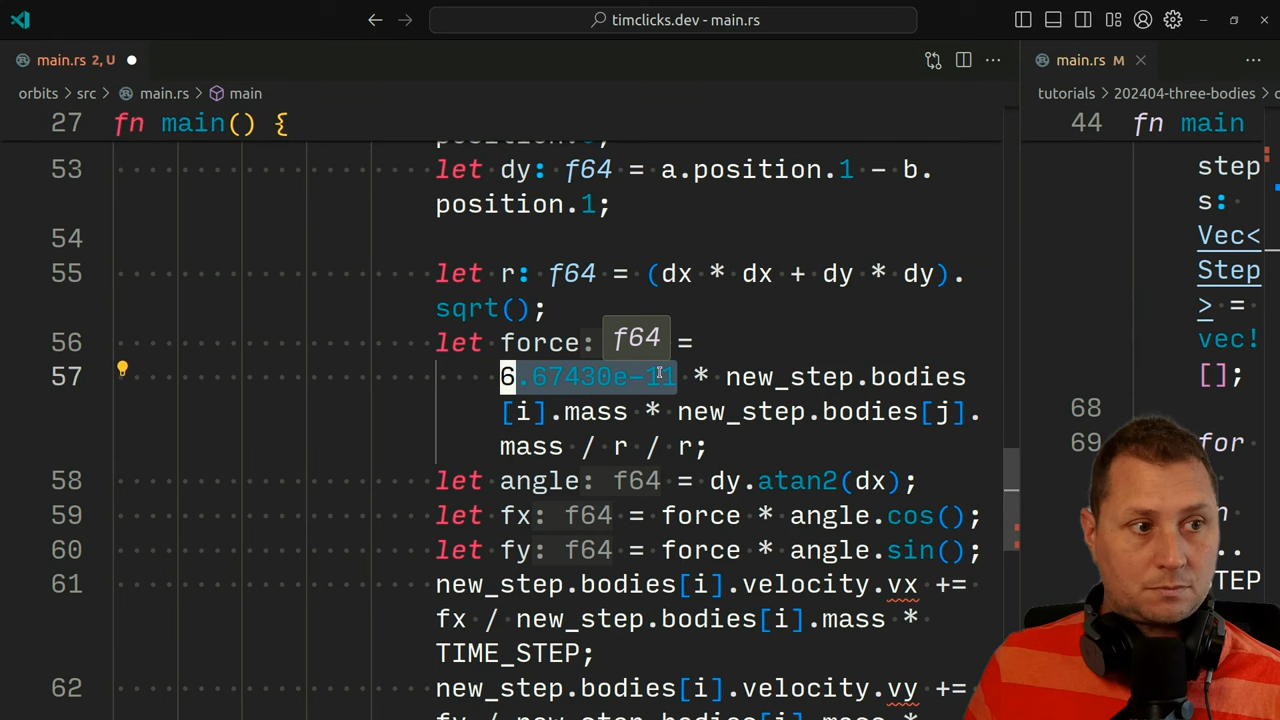 timclicks.dev - main.rs
main.rs 2, U
main.rs M
orbits > src > main.rs > main
tutorials > 202404-three-bodies >
27 fn main() {
44 fn main
position.
53 let dy: f64 = a.position.1 - b.
position.1;
54
55 let r: f64 = (dx * dx + dy * dy).
sqrt();
56 let force: f64 =
57 6.67430e-11 * new_step.bodies
[i].mass * new_step.bodies[j].
mass / r / r;
58 let angle: f64 = dy.atan2(dx);
59 let fx: f64 = force * angle.cos();
60 let fy: f64 = force * angle.sin();
61 new_step.bodies[i].velocity.vx +=
fx / new_step.bodies[i].mass *
TIME_STEP;
62 new_step.bodies[i].velocity.vy +=
step
s:
Vec<
Step
> =
vec!
[];
68
69 for